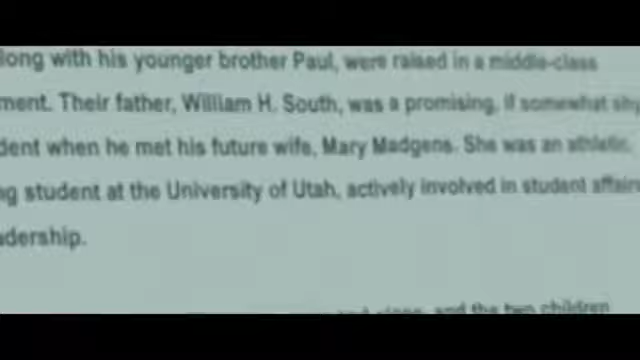 long with his younger brother Paul, were raised in a middle-class
ment. Their father, William H. South, was a promising, if somewhat shy
dent when he met his future wife, Mary Madgens. She was an athletic,
ng student at the University of Utah, actively involved in student affairs
dership.
and the two children